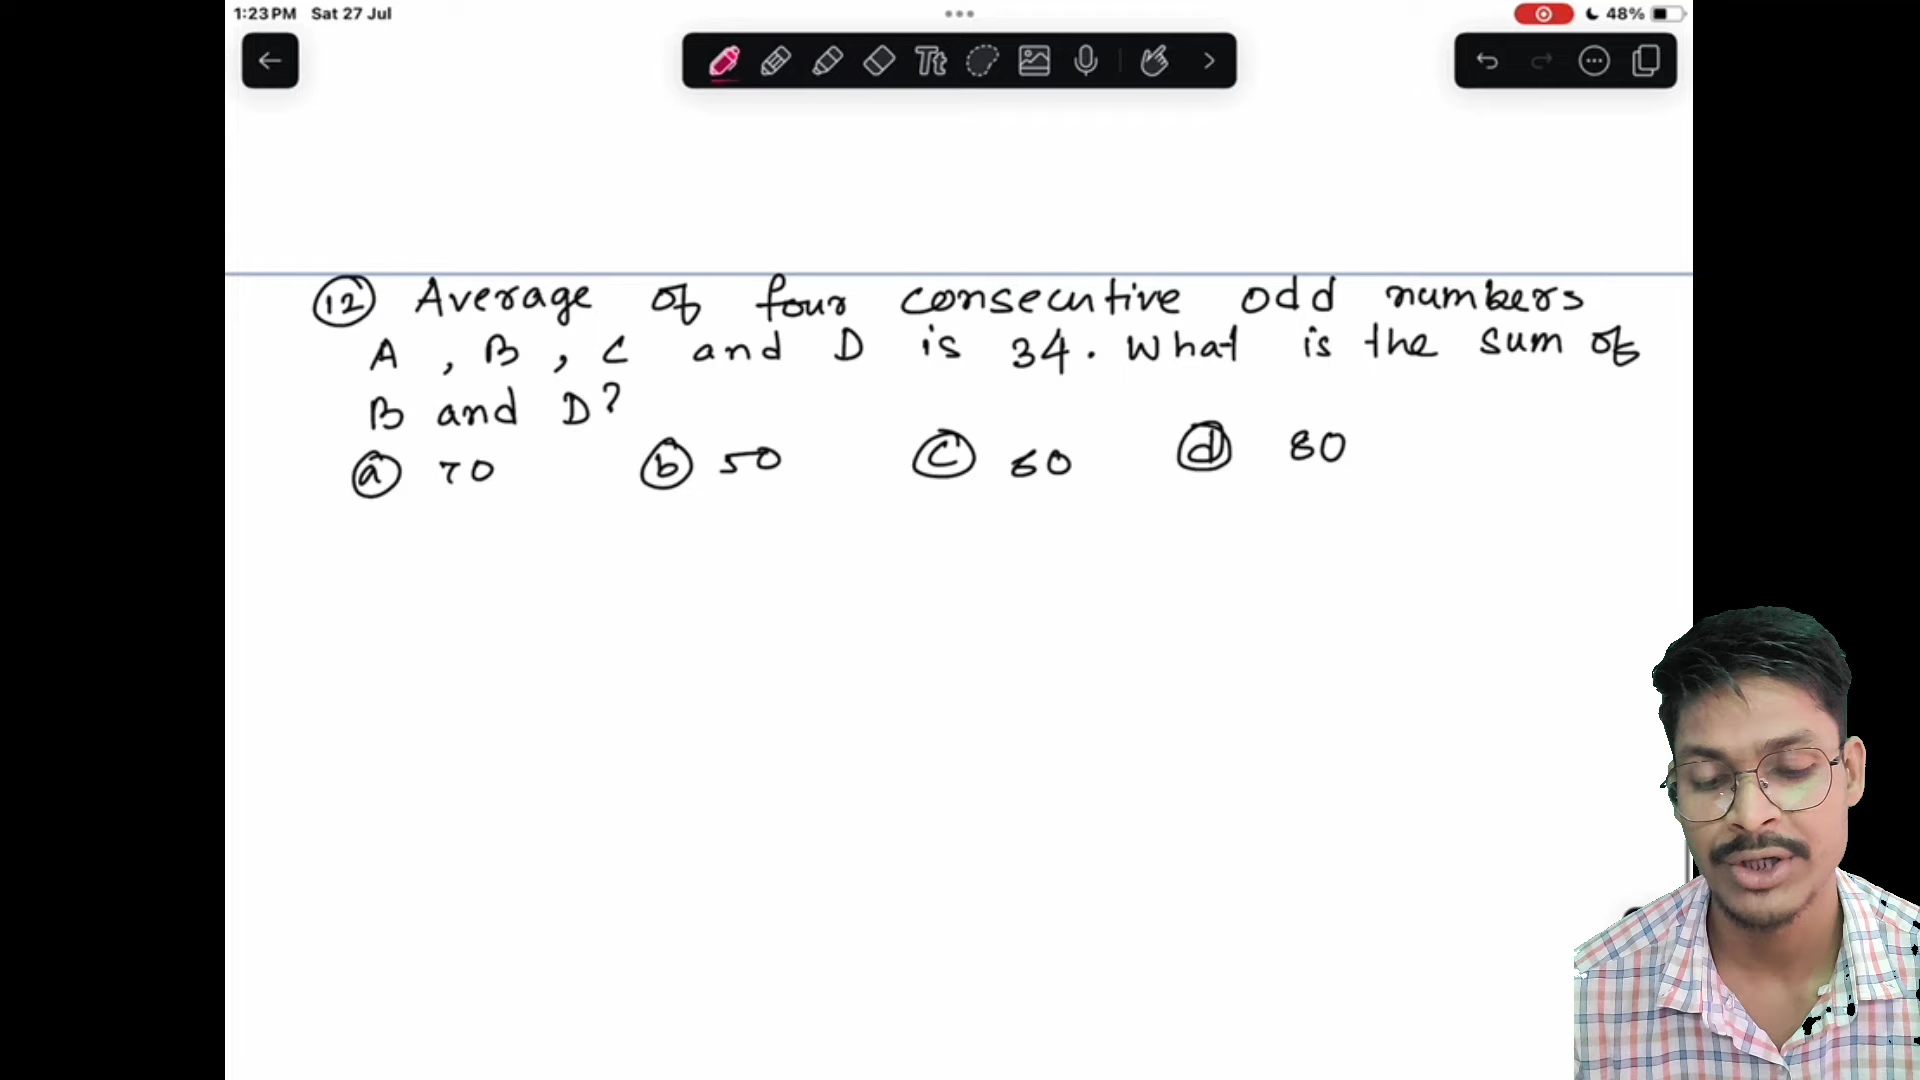 1:23 PM Sat 27 Jul
48%
Tt
12 Average of four consecutive odd numbers
A , B , C and D is 34. What is the sum of
B and D?
a 70 b 50 c 60 d 80